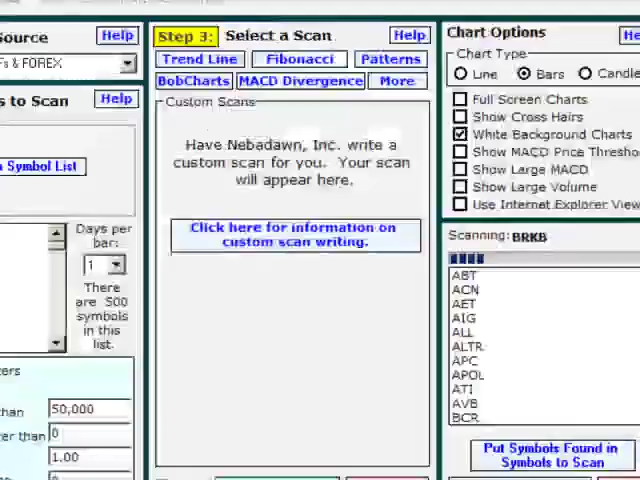 Source
Help
Fs & FOREX
s to Scan
Help
Symbol List
Days per
bar:
1
There
are 500
symbols
in this
list.
ters
than
50,000
er than
0
1.00
Step 3:
Select a Scan
Help
Trend Line
Fibonacci
Patterns
BobCharts
MACD Divergence
More
Custom Scans
Have Nebadawn, Inc. write a
custom scan for you. Your scan
will appear here.
Click here for information on
custom scan writing.
Chart Options
He
Chart Type
Line
Bars
Candle
Full Screen Charts
Show Cross Hairs
White Background Charts
Show MACD Price Thresho
Show Large MACD
Show Large Volume
Use Internet Explorer View
Scanning: BRKB
ABT
ACN
AET
AIG
ALL
ALTR
APC
APOL
ATI
AVB
BCR
Put Symbols Found in
Symbols to Scan